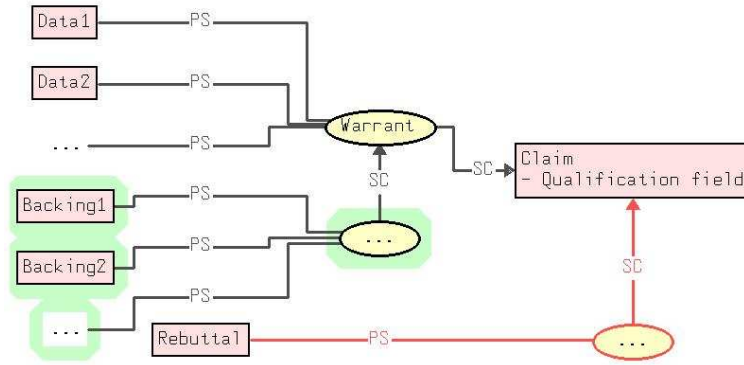 Data1
PS
Data2
PS
Warrant
... PS
Claim
- Qualification field
SC
SC
Backing1
PS
...
Backing2
PS
SC
... PS
Rebuttal
PS
...